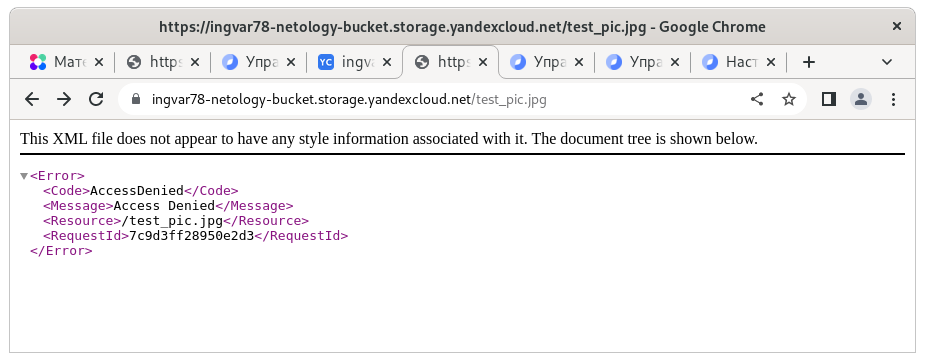 https://ingvar78-netology-bucket.storage.yandexcloud.net/test_pic.jpg - Google Chrome
Мате https Упра YC ingva https Упра Упра Наст
ingvar78-netology-bucket.storage.yandexcloud.net/test_pic.jpg
This XML file does not appear to have any style information associated with it. The document tree is shown below.
<Error>
<Code>AccessDenied</Code>
<Message>Access Denied</Message>
<Resource>/test_pic.jpg</Resource>
<RequestId>7c9d3ff28950e2d3</RequestId>
</Error>